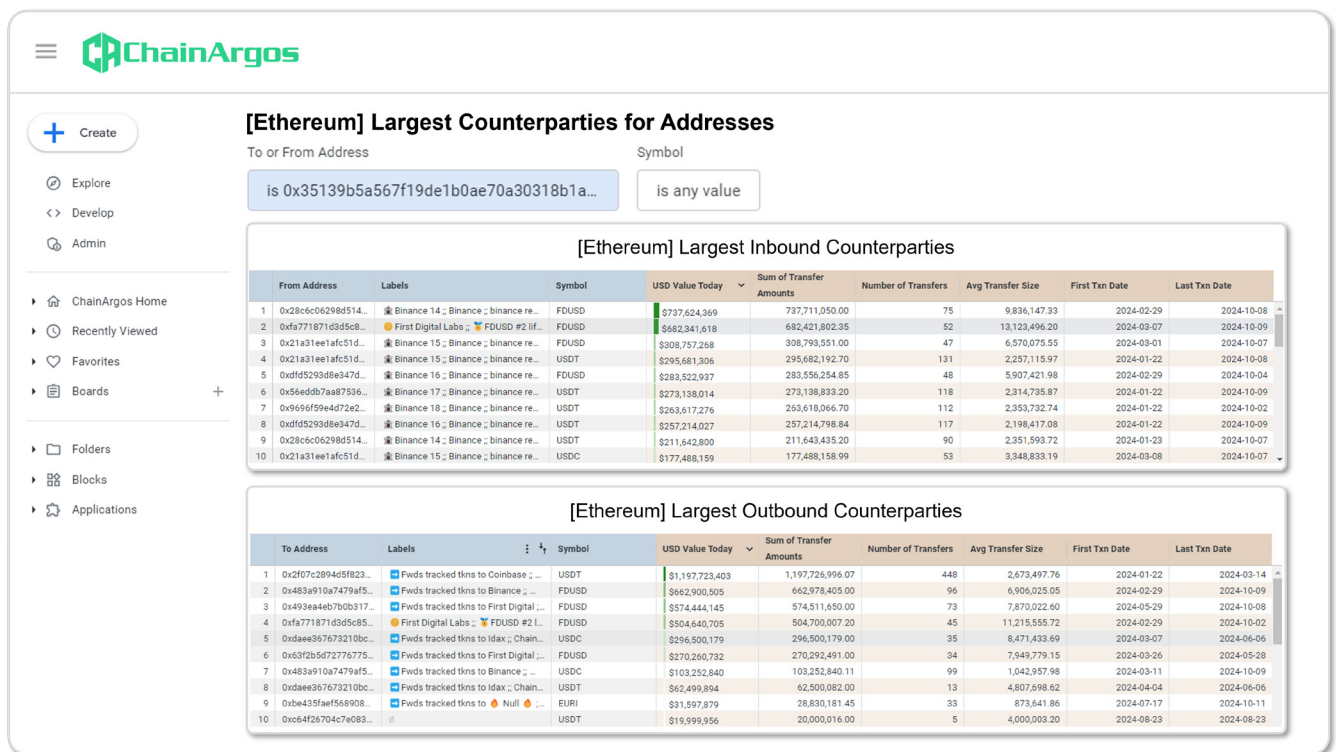 ChainArgos
Create
Explore
Develop
Admin
ChainArgos Home
Recently Viewed
Favorites
Boards
Folders
Blocks
Applications
[Ethereum] Largest Counterparties for Addresses
To or From Address Symbol
is 0x35139b5a567f19de1b0ae70a30318b1a... is any value
[Ethereum] Largest Inbound Counterparties
From Address Labels Symbol USD Value Today Sum of Transfer Amounts Number of Transfers Avg Transfer Size First Txn Date Last Txn Date
1 0x28c6c06298d514... Binance 14 ;; Binance ;; binance re... FDUSD $737,624,369 737,711,050.00 75 9,836,147.33 2024-02-29 2024-10-08
2 0xfa771871d3d5c8... First Digital Labs ;; FDUSD #2 lif... FDUSD $682,341,618 682,421,802.35 52 13,123,496.20 2024-03-07 2024-10-09
3 0x21a31ee1afc51d... Binance 15 ;; Binance ;; binance re... FDUSD $308,757,268 308,793,551.00 47 6,570,075.55 2024-03-01 2024-10-07
4 0x21a31ee1afc51d... Binance 15 ;; Binance ;; binance re... USDT $295,681,306 295,682,192.70 131 2,257,115.97 2024-01-22 2024-10-08
5 0xdfd5293d8e347d... Binance 16 ;; Binance ;; binance re... FDUSD $283,522,937 283,556,254.85 48 5,907,421.98 2024-02-29 2024-10-04
6 0x56eddb7aa87536... Binance 17 ;; Binance ;; binance re... USDT $273,138,014 273,138,833.20 118 2,314,735.87 2024-01-22 2024-10-09
7 0x9696f59e4d72e2... Binance 18 ;; Binance ;; binance re... USDT $263,617,276 263,618,066.70 112 2,353,732.74 2024-01-22 2024-10-02
8 0xdfd5293d8e347d... Binance 16 ;; Binance ;; binance re... USDT $257,214,027 257,214,798.84 117 2,198,417.08 2024-01-22 2024-10-09
9 0x28c6c06298d514... Binance 14 ;; Binance ;; binance re... USDT $211,642,800 211,643,435.20 90 2,351,593.72 2024-01-23 2024-10-07
10 0x21a31ee1afc51d... Binance 15 ;; Binance ;; binance re... USDC $177,488,159 177,488,158.99 53 3,348,833.19 2024-03-08 2024-10-07
[Ethereum] Largest Outbound Counterparties
To Address Labels Symbol USD Value Today Sum of Transfer Amounts Number of Transfers Avg Transfer Size First Txn Date Last Txn Date
1 0x2f07c2894d5f823... Fwds tracked tkns to Coinbase ;; ... USDT $1,197,723,403 1,197,726,996.07 448 2,673,497.76 2024-01-22 2024-03-14
2 0x483a910a7479af5... Fwds tracked tkns to Binance ;; ... FDUSD $662,900,505 662,978,405.00 96 6,906,025.05 2024-02-29 2024-10-09
3 0x493ea4eb7b0b317... Fwds tracked tkns to First Digital ;... FDUSD $574,444,145 574,511,650.00 73 7,870,022.60 2024-05-29 2024-10-08
4 0xfa771871d3d5c85... First Digital Labs ;; FDUSD #2 l... FDUSD $504,640,705 504,700,007.20 45 11,215,555.72 2024-02-29 2024-10-02
5 0xdaee367673210bc... Fwds tracked tkns to Idax ;; Chain... USDC $296,500,179 296,500,179.00 35 8,471,433.69 2024-03-07 2024-06-06
6 0x63f2b5d72776775... Fwds tracked tkns to First Digital ;... FDUSD $270,260,732 270,292,491.00 34 7,949,779.15 2024-03-26 2024-05-28
7 0x483a910a7479af5... Fwds tracked tkns to Binance ;; ... USDC $103,252,840 103,252,840.11 99 1,042,957.98 2024-03-11 2024-10-09
8 0xdaee367673210bc... Fwds tracked tkns to Idax ;; Chain... USDT $62,499,894 62,500,082.00 13 4,807,698.62 2024-04-04 2024-06-06
9 0xbe435faef568908... Fwds tracked tkns to Null ;... EURI $31,597,879 28,830,181.45 33 873,641.86 2024-07-17 2024-10-11
10 0xc64f26704c7e083... ∅ USDT $19,999,956 20,000,016.00 5 4,000,003.20 2024-08-23 2024-08-23